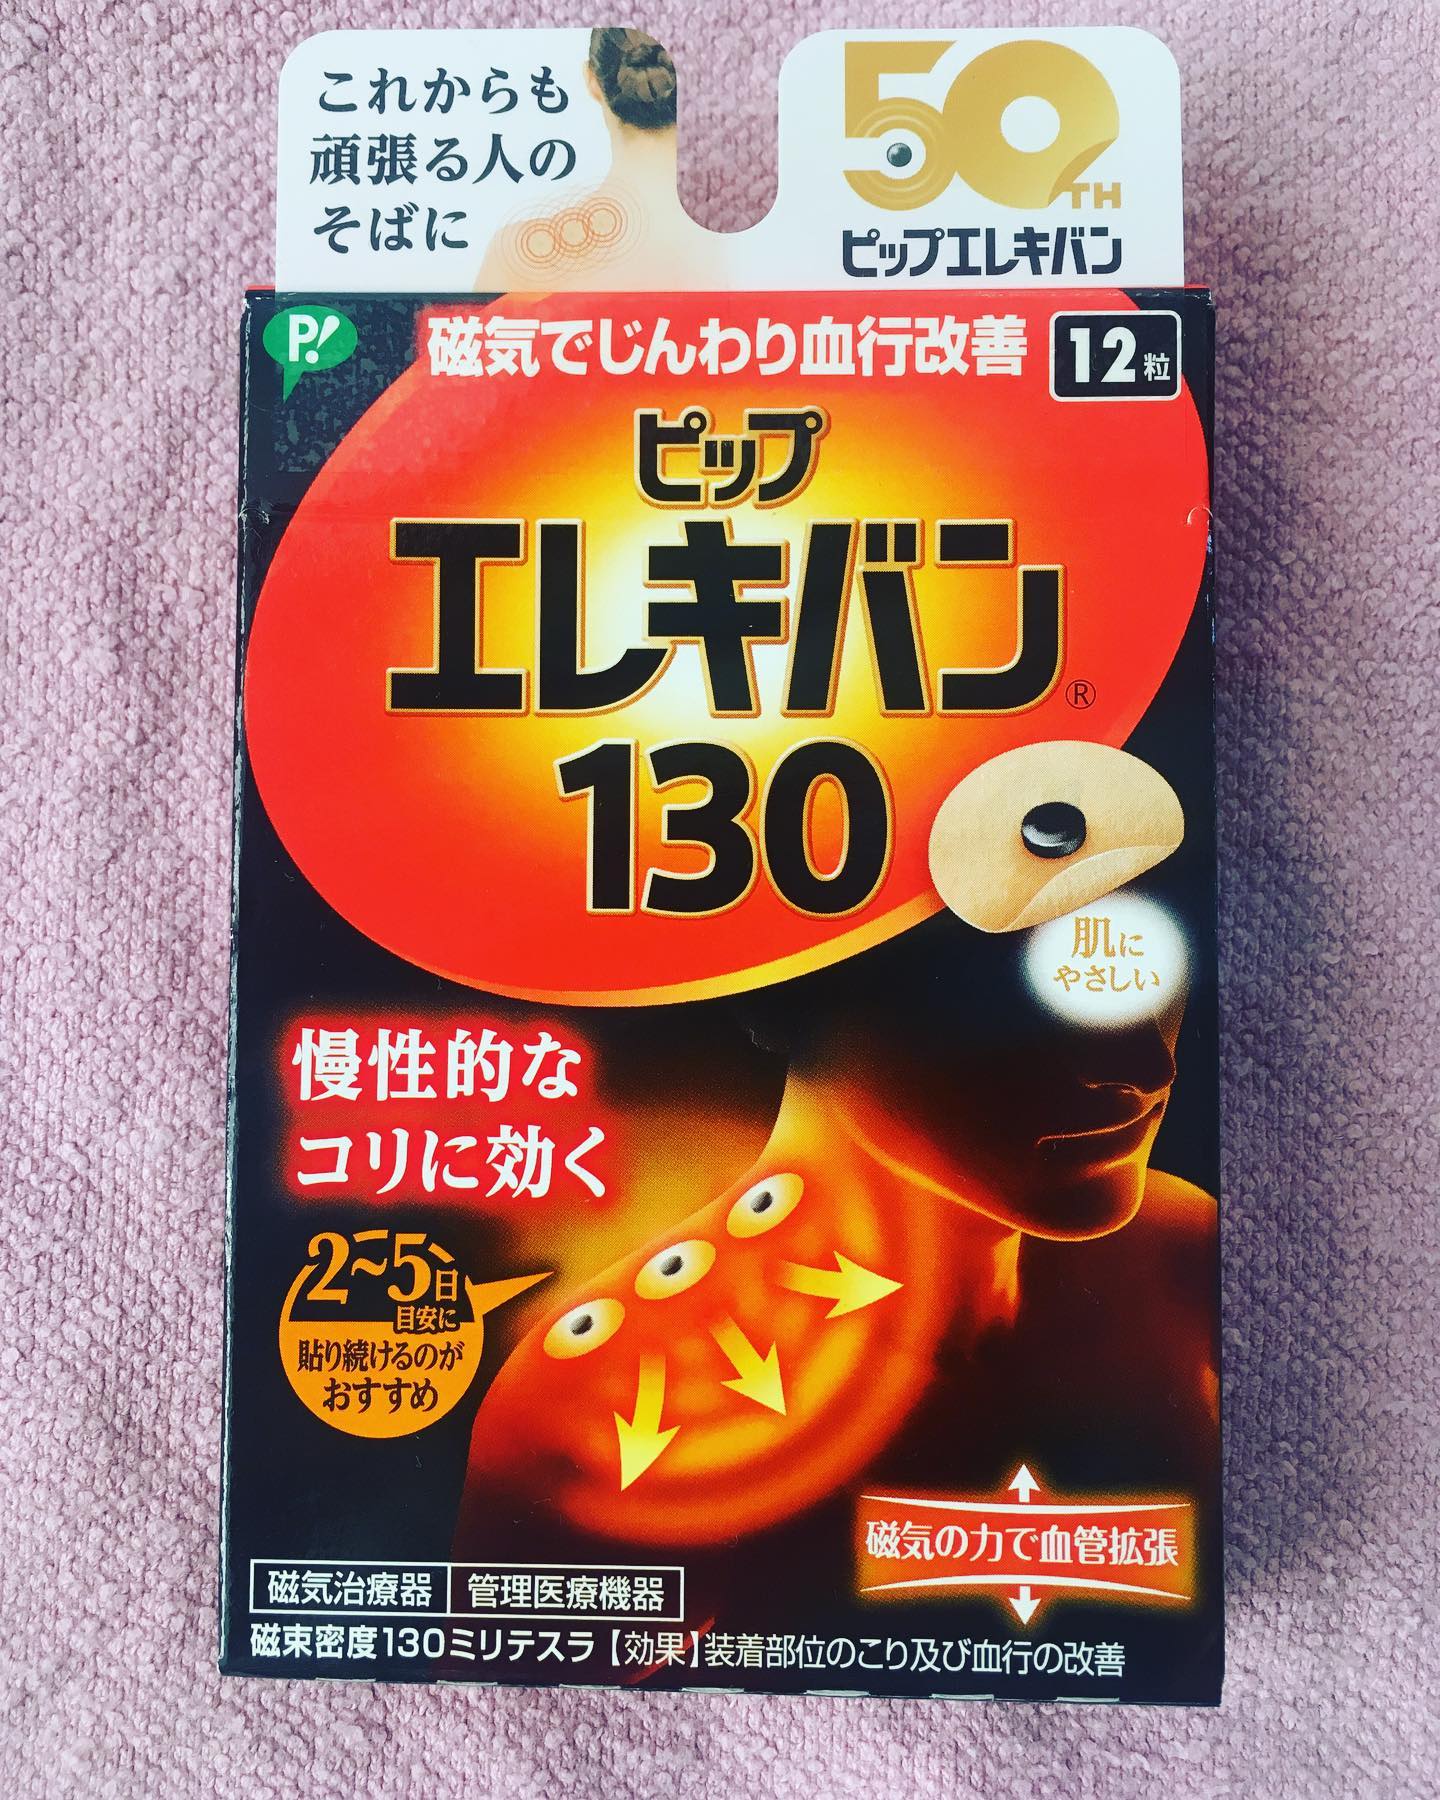 これからも
頑張る人の
そばに
50TH
ピップエレキバン
P!
磁気でじんわり血行改善
12粒
ピップ
エレキバン®
130
肌に
やさしい
慢性的な
コリに効く
2~5日
目安に
貼り続けるのが
おすすめ
磁気の力で血管拡張
磁気治療器 管理医療機器
磁束密度130ミリテスラ【効果】装着部位のこり及び血行の改善